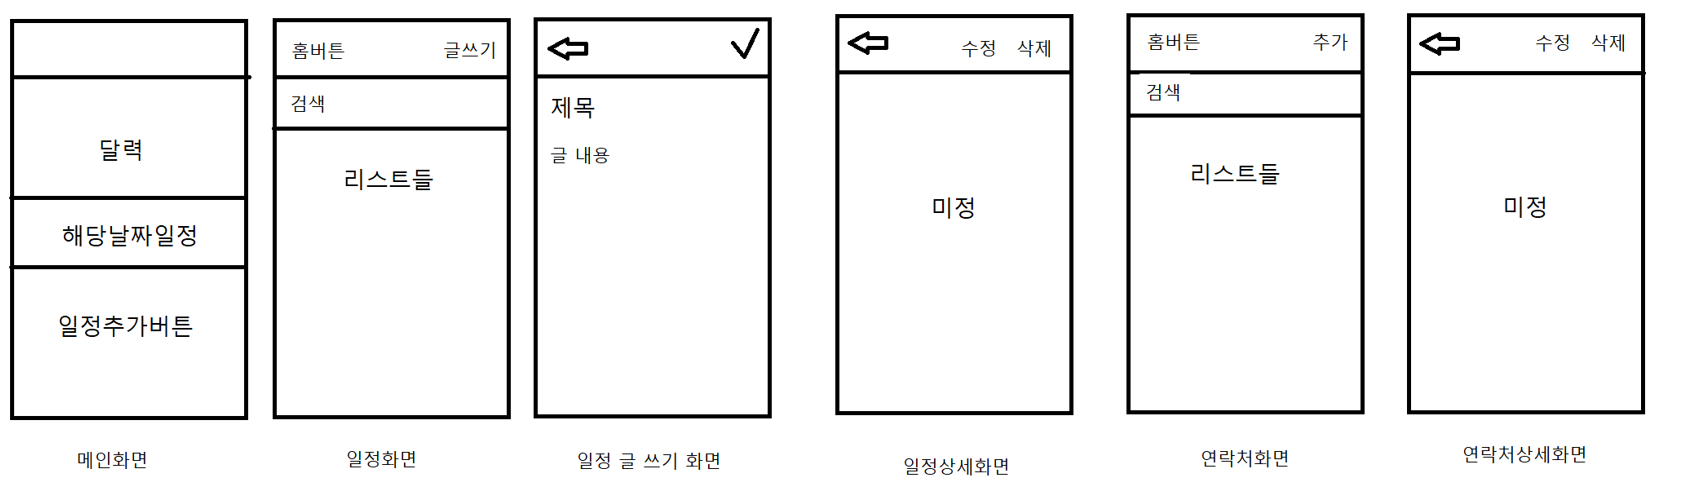 달력
해당날짜일정
일정추가버튼
메인화면
홈버튼 글쓰기
검색
리스트들
일정화면
제목
글 내용
일정 글 쓰기 화면
수정 삭제
미정
일정상세화면
홈버튼 추가
검색
리스트들
연락처화면
수정 삭제
미정
연락처상세화면